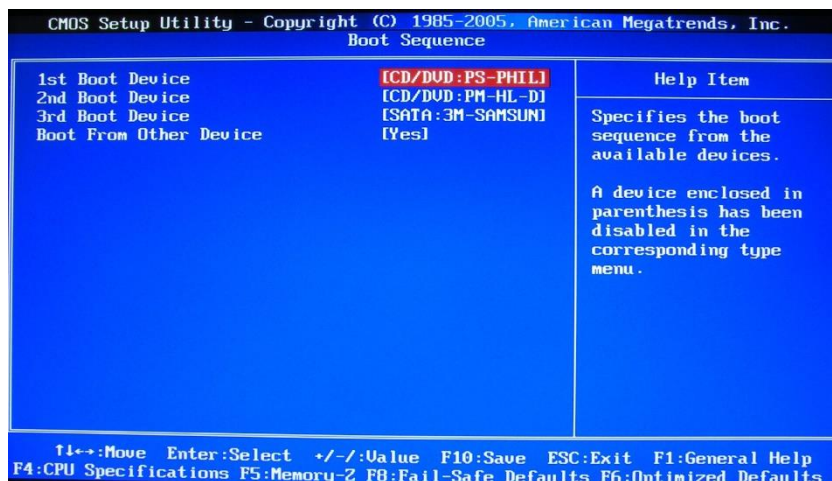 CMOS Setup Utility - Copyright (C) 1985-2005, American Megatrends, Inc.
Boot Sequence
1st Boot Device [CD/DVD:PS-PHIL]
2nd Boot Device [CD/DVD:PM-HL-D]
3rd Boot Device [SATA:3M-SAMSUN]
Boot From Other Device [Yes]
Help Item
Specifies the boot
sequence from the
available devices.
A device enclosed in
parenthesis has been
disabled in the
corresponding type
menu.
↑↓←→:Move Enter:Select +/-/:Value F10:Save ESC:Exit F1:General Help
F4:CPU Specifications F5:Memory-Z F8:Fail-Safe Defaults F6:Optimized Defaults